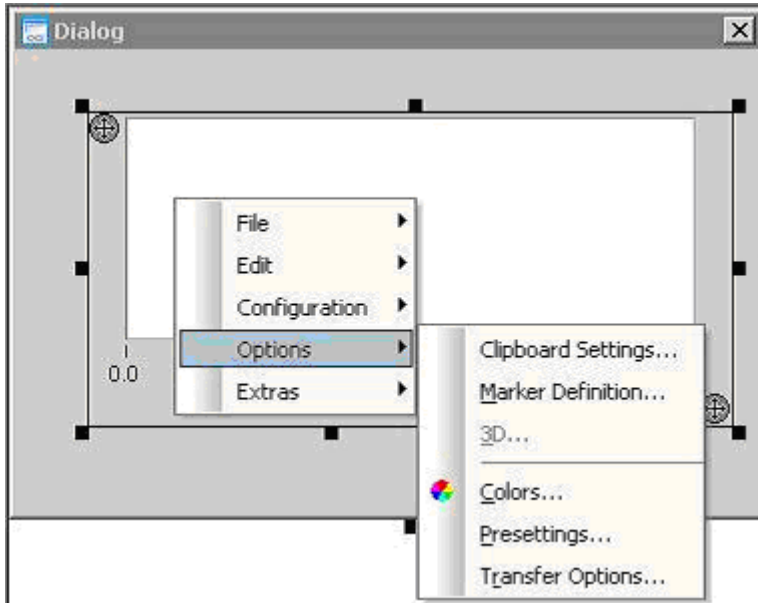 Dialog
File
Edit
Configuration
Options
Extras
0.0
Clipboard Settings...
Marker Definition...
3D...
Colors...
Presettings...
Transfer Options...